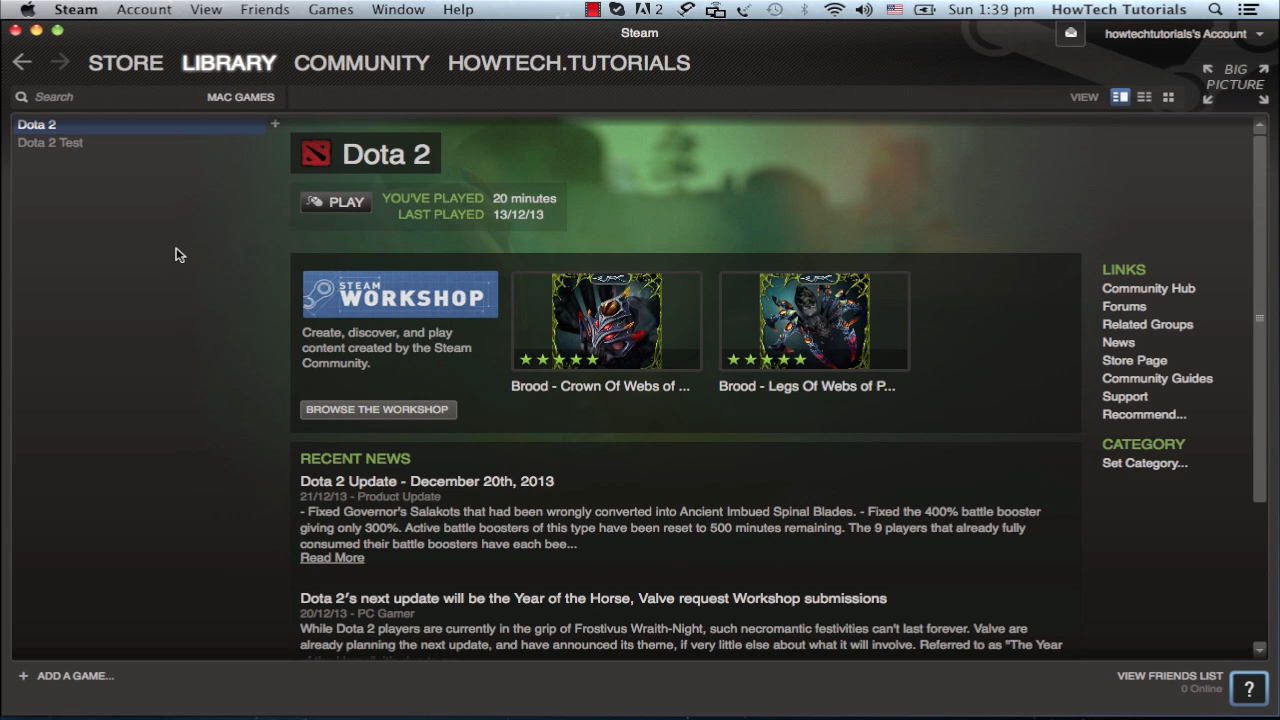 Steam Account View Friends Games Window Help 2 Sun 1:39 pm HowTech Tutorials
Steam
howtechtutorials's Account
STORE LIBRARY COMMUNITY HOWTECH.TUTORIALS
BIG
PICTURE
Search MAC GAMES VIEW
Dota 2 +
Dota 2 Test
Dota 2
PLAY YOU'VE PLAYED 20 minutes
LAST PLAYED 13/12/13
STEAM
WORKSHOP
Create, discover, and play
content created by the Steam
Community.
Brood - Crown Of Webs of ... Brood - Legs Of Webs of P...
BROWSE THE WORKSHOP
LINKS
Community Hub
Forums
Related Groups
News
Store Page
Community Guides
Support
Recommend...
CATEGORY
Set Category...
RECENT NEWS
Dota 2 Update - December 20th, 2013
21/12/13 - Product Update
- Fixed Governor's Salakots that had been wrongly converted into Ancient Imbued Spinal Blades. - Fixed the 400% battle booster
giving only 300%. Active battle boosters of this type have been reset to 500 minutes remaining. The 9 players that already fully
consumed their battle boosters have each bee...
Read More
Dota 2's next update will be the Year of the Horse, Valve request Workshop submissions
20/12/13 - PC Gamer
While Dota 2 players are currently in the grip of Frostivus Wraith-Night, such necromantic festivities can't last forever. Valve are
already planning the next update, and have announced its theme, if very little else about what it will involve. Referred to as "The Year
+ ADD A GAME...
VIEW FRIENDS LIST
0 Online
?